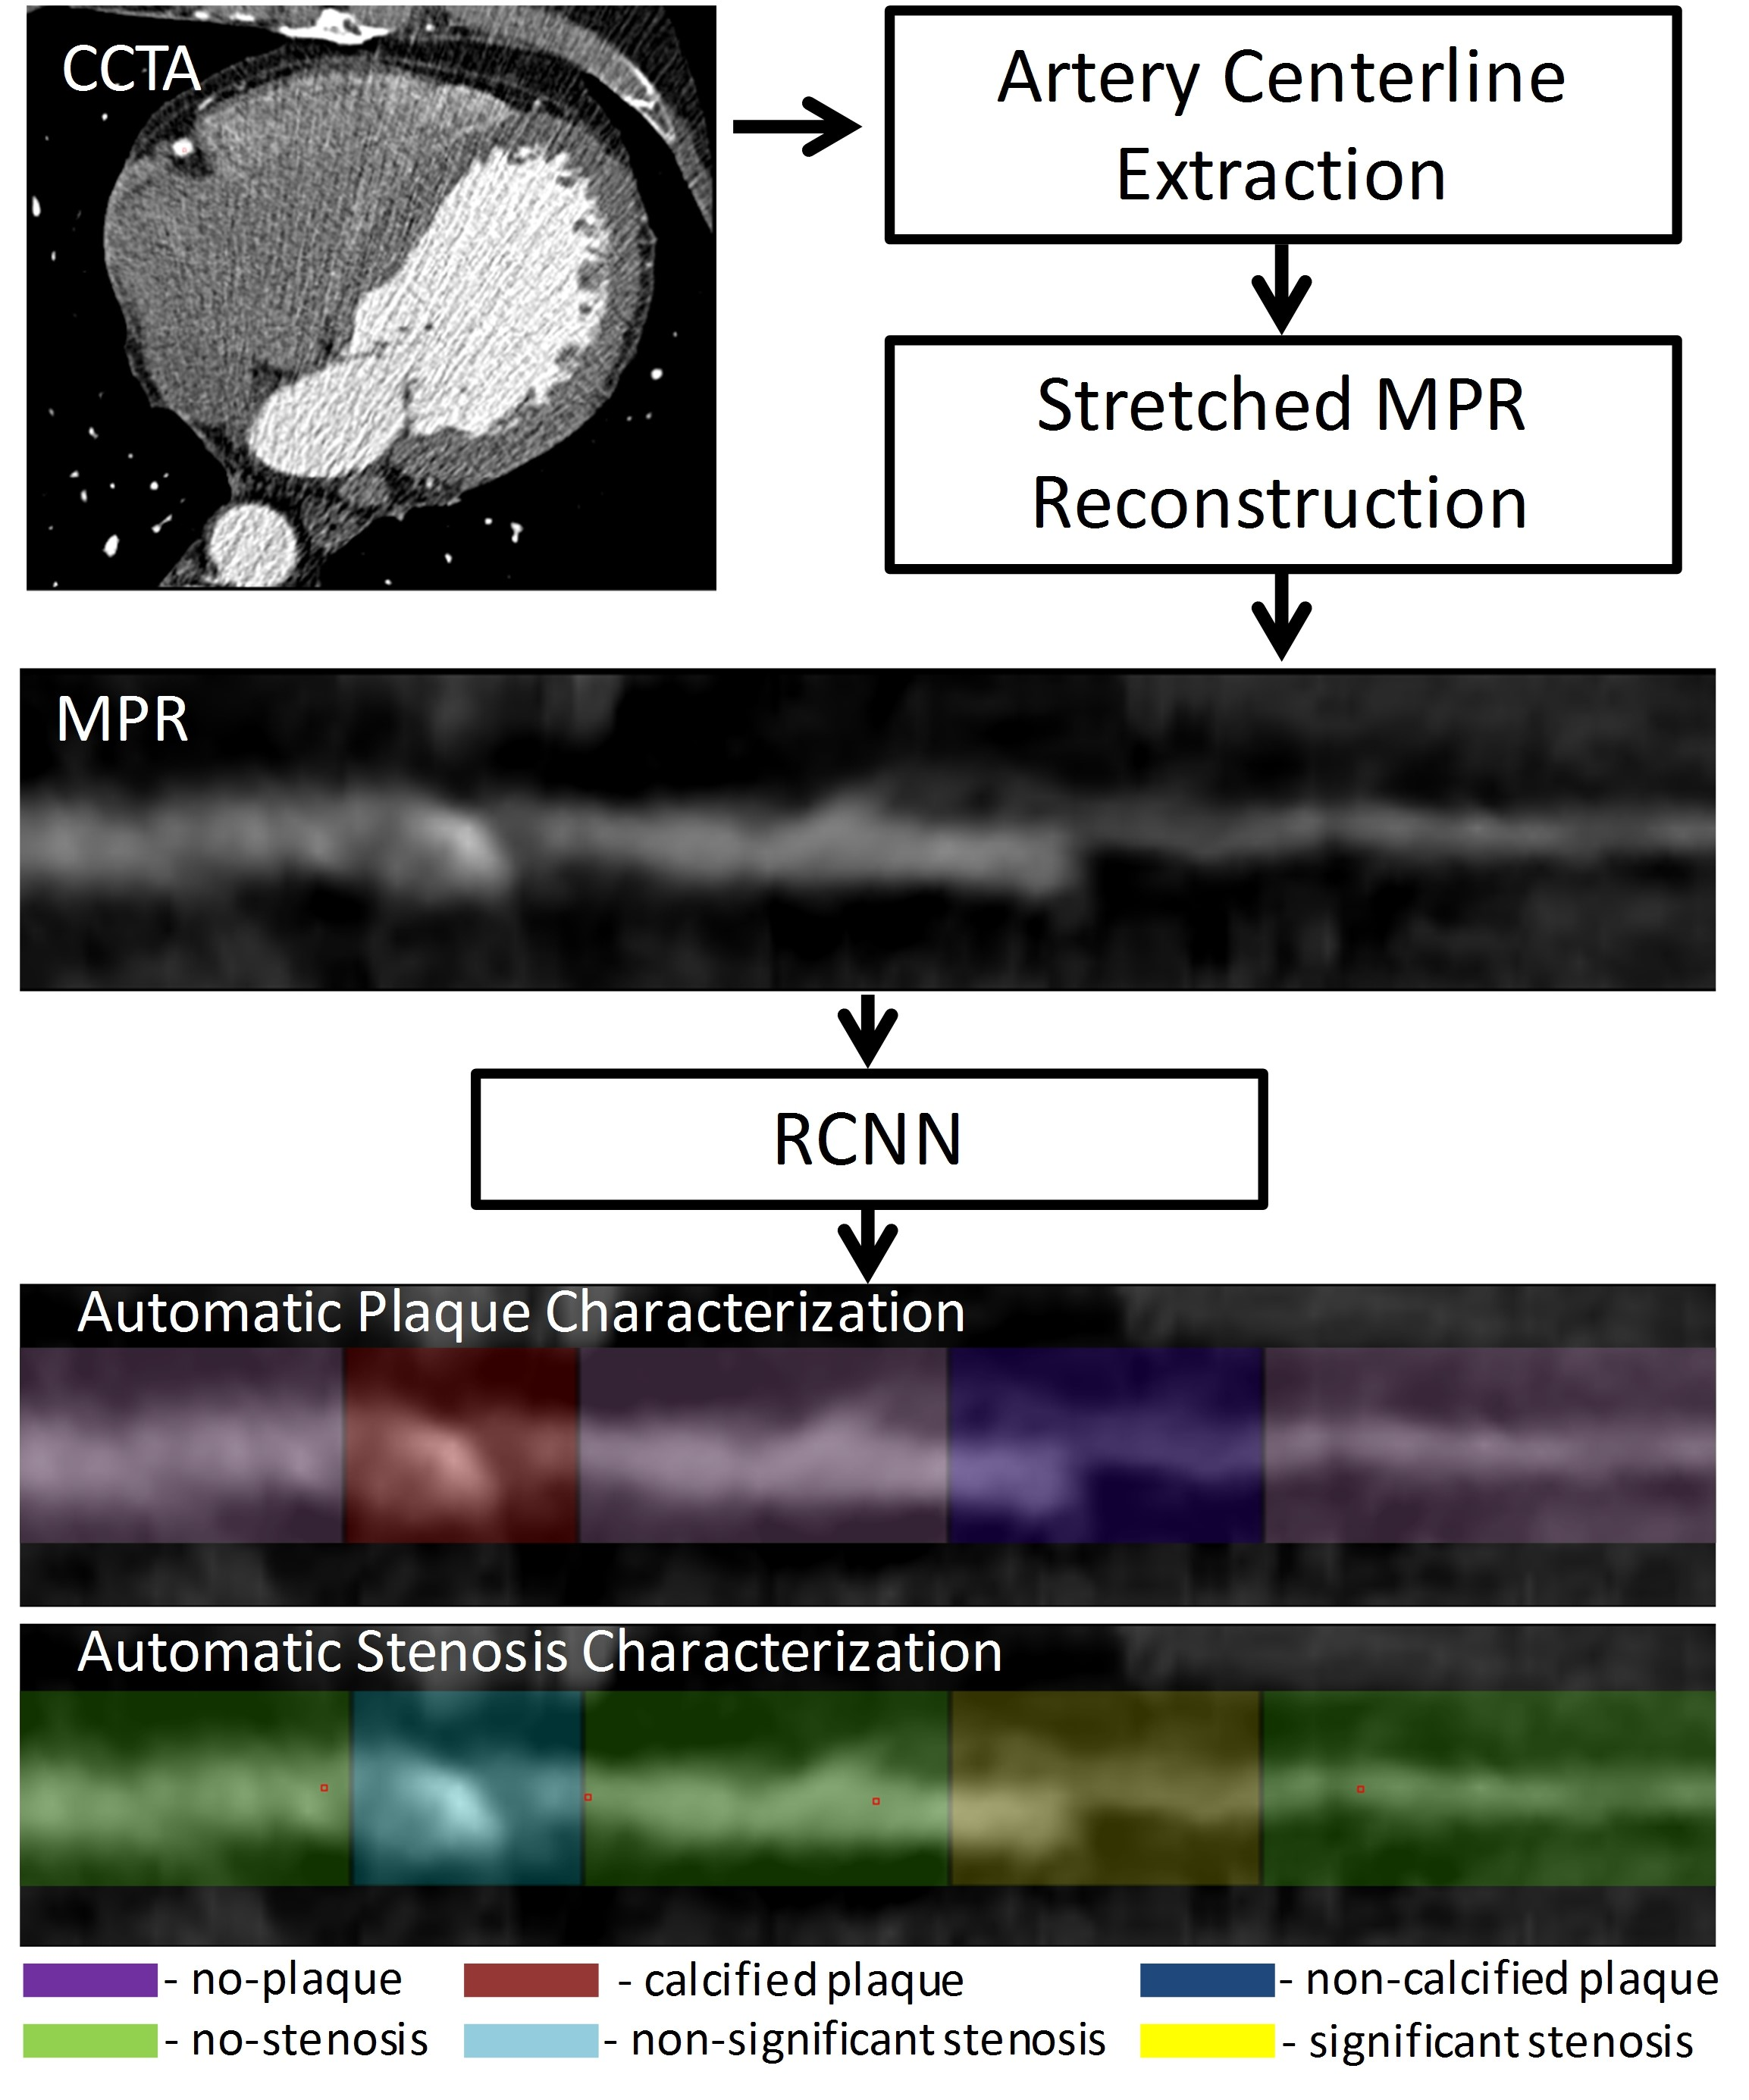 CCTA
Artery Centerline
Extraction
Stretched MPR
Reconstruction
MPR
RCNN
Automatic Plaque Characterization
Automatic Stenosis Characterization
- no-plaque
- calcified plaque
- non-calcified plaque
- no-stenosis
- non-significant stenosis
- significant stenosis